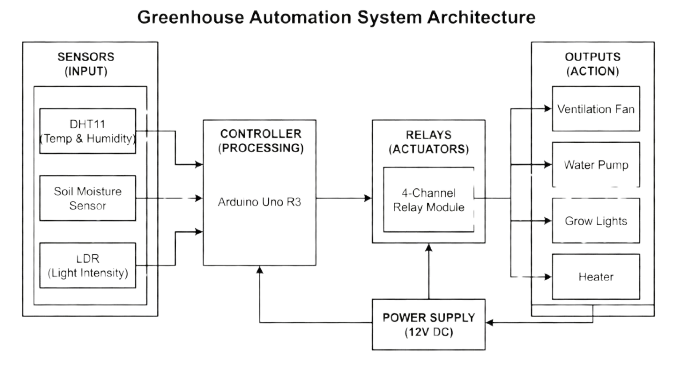 Greenhouse Automation System Architecture
SENSORS
(INPUT)
DHT11
(Temp & Humidity)
Soil Moisture
Sensor
LDR
(Light Intensity)
CONTROLLER
(PROCESSING)
Arduino Uno R3
RELAYS
(ACTUATORS)
4-Channel
Relay Module
OUTPUTS
(ACTION)
Ventilation Fan
Water Pump
Grow Lights
Heater
POWER SUPPLY
(12V DC)